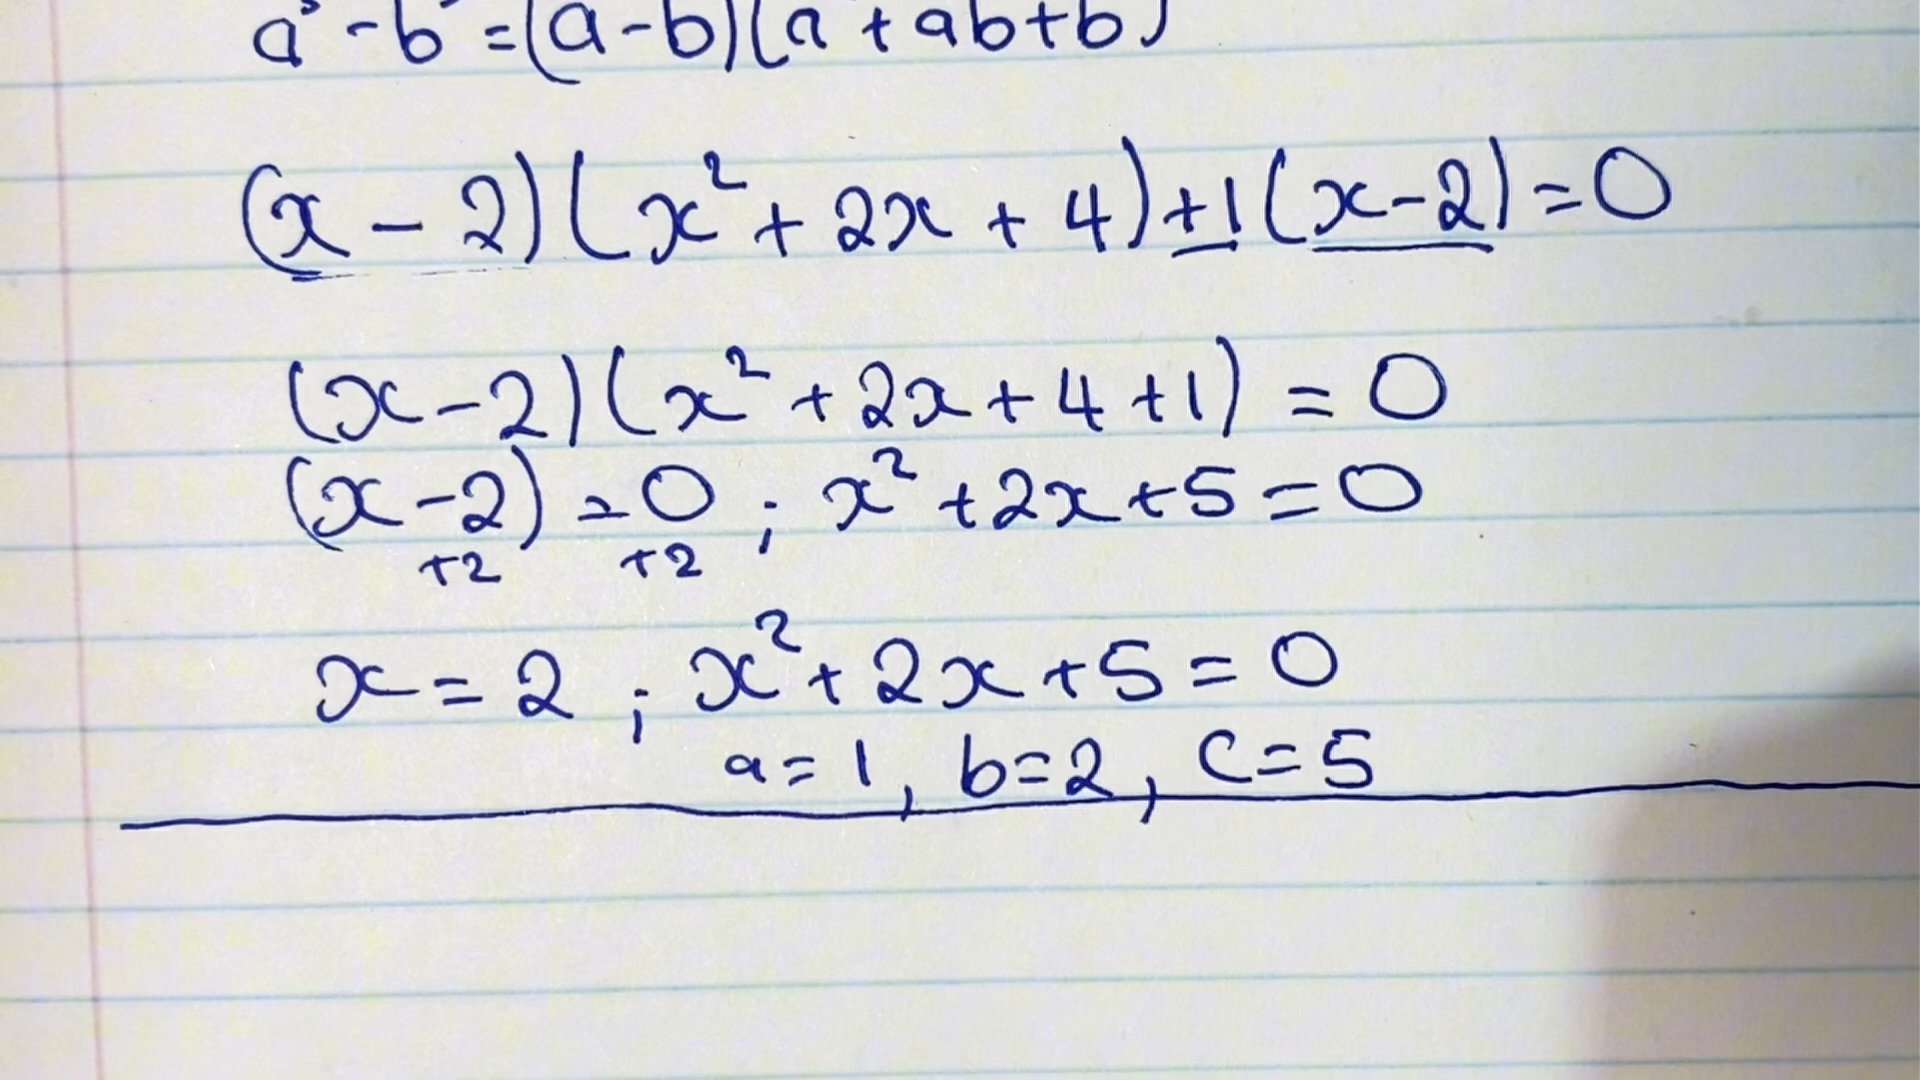 a³-b³=(a-b)(a²+ab+b²)
(x - 2)(x²+2x+4)+1(x-2)=0
(x-2)(x²+2x+4+1)=0
(x-2)=0 ; x²+2x+5=0
+2 +2
x=2 ; x²+2x+5=0
a=1, b=2, c=5